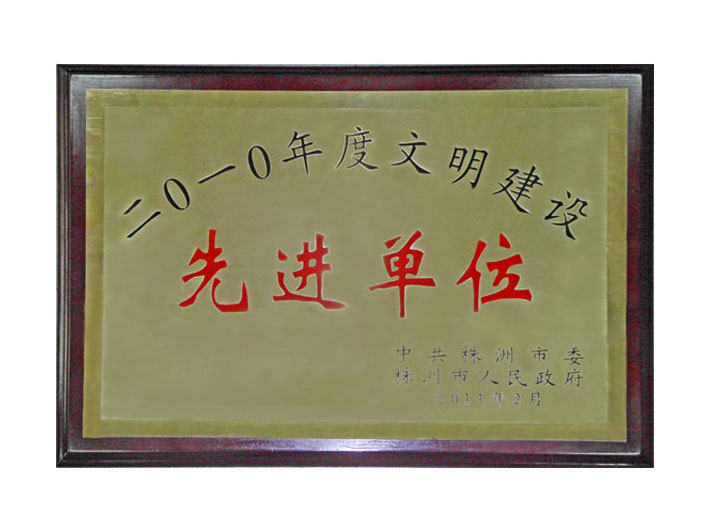 二0一0年度文明建设
先进单位
中共株洲市委
株洲市人民政府
2011年2月